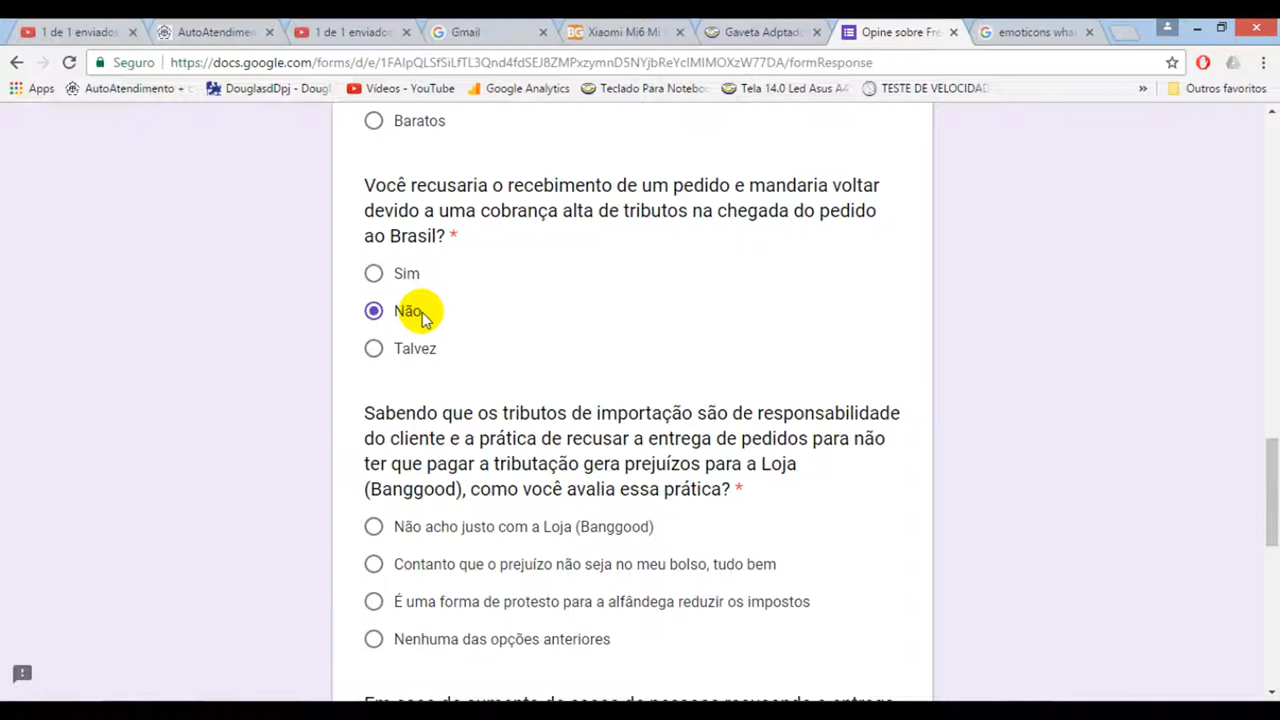 1 de 1 enviados
AutoAtendimen
1 de 1 enviados
Gmail
Xiaomi Mi6 Mi
Gaveta Adptad
Opine sobre Fre
emoticons wha
Seguro
https://docs.google.com/forms/d/e/1FAIpQLSfSiLfTL3Qnd4fdSEJ8ZMPxzymnD5NYjbReYcIMIMOXzW77DA/formResponse
Apps
AutoAtendimento +
DouglasdDpj - Dougl
Vídeos - YouTube
Google Analytics
Teclado Para Notebo
Tela 14.0 Led Asus A4
TESTE DE VELOCIDAD
»
Outros favoritos
Baratos
Você recusaria o recebimento de um pedido e mandaria voltar
devido a uma cobrança alta de tributos na chegada do pedido
ao Brasil? *
Sim
Não
Talvez
Sabendo que os tributos de importação são de responsabilidade
do cliente e a prática de recusar a entrega de pedidos para não
ter que pagar a tributação gera prejuízos para a Loja
(Banggood), como você avalia essa prática? *
Não acho justo com a Loja (Banggood)
Contanto que o prejuízo não seja no meu bolso, tudo bem
É uma forma de protesto para a alfândega reduzir os impostos
Nenhuma das opções anteriores